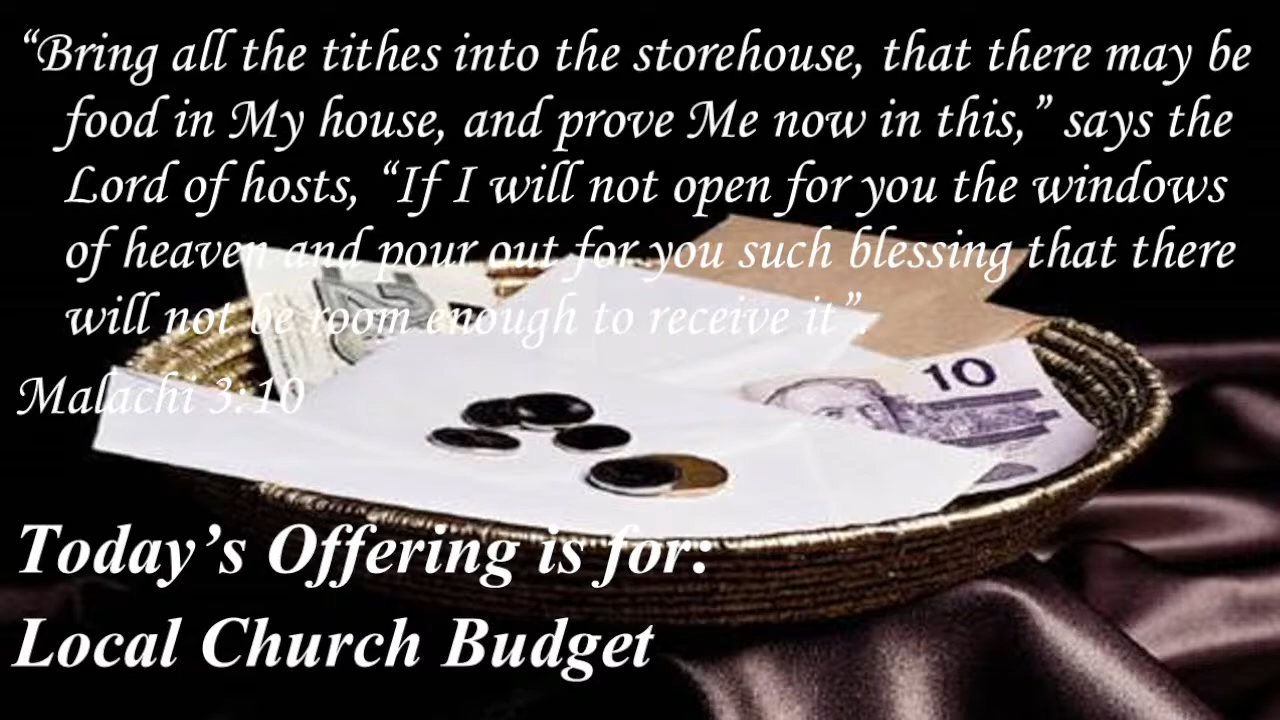 “Bring all the tithes into the storehouse, that there may be
food in My house, and prove Me now in this,” says the
Lord of hosts, “If I will not open for you the windows
of heaven and pour out for you such blessing that there
will not be room enough to receive it”.
Malachi 3:10
10
Today’s Offering is for:
Local Church Budget